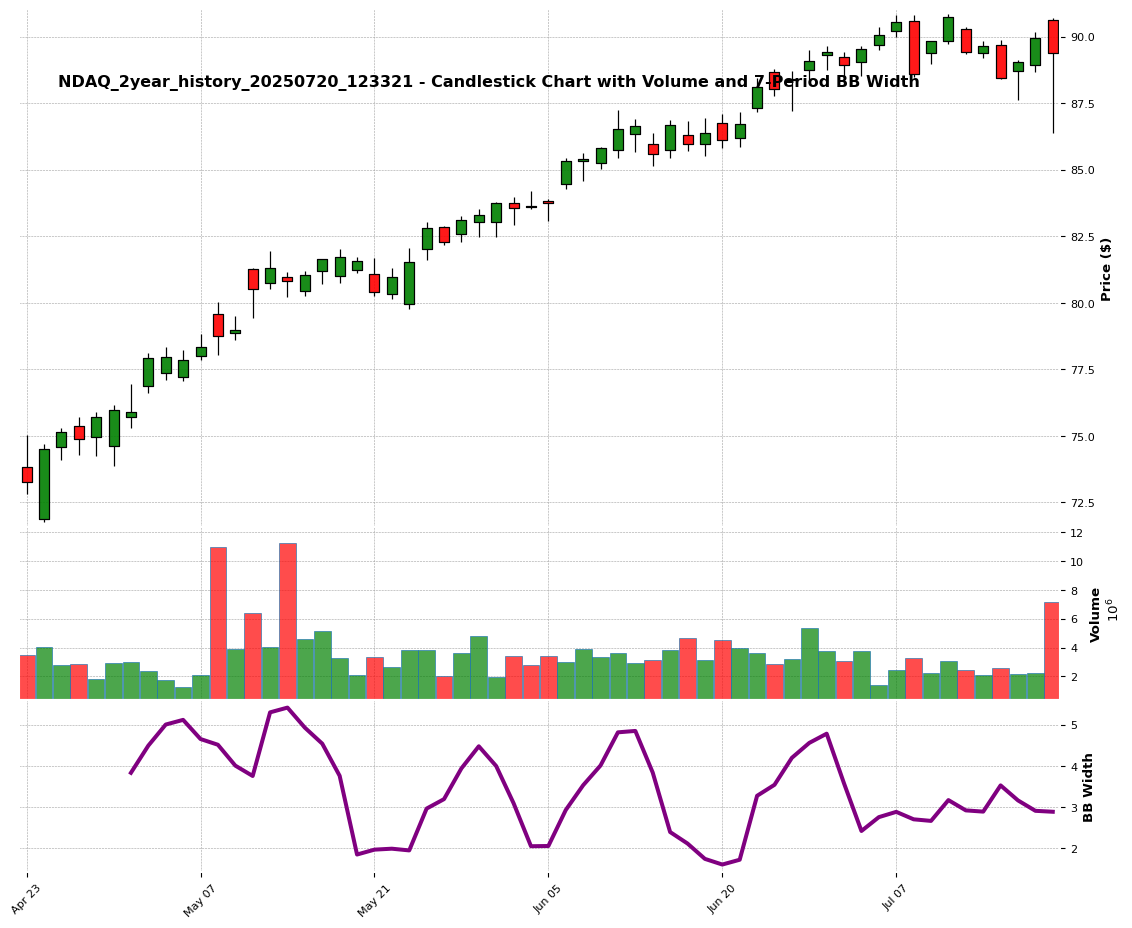 NDAQ_2year_history_20250720_123321 - Candlestick Chart with Volume and 7-Period BB Width
90.0
87.5
85.0
82.5
80.0
77.5
75.0
72.5
Price ($)
12
10
8
6
4
2
Volume
10^6
5
4
3
2
BB Width
Apr 23
May 07
May 21
Jun 05
Jun 20
Jul 07